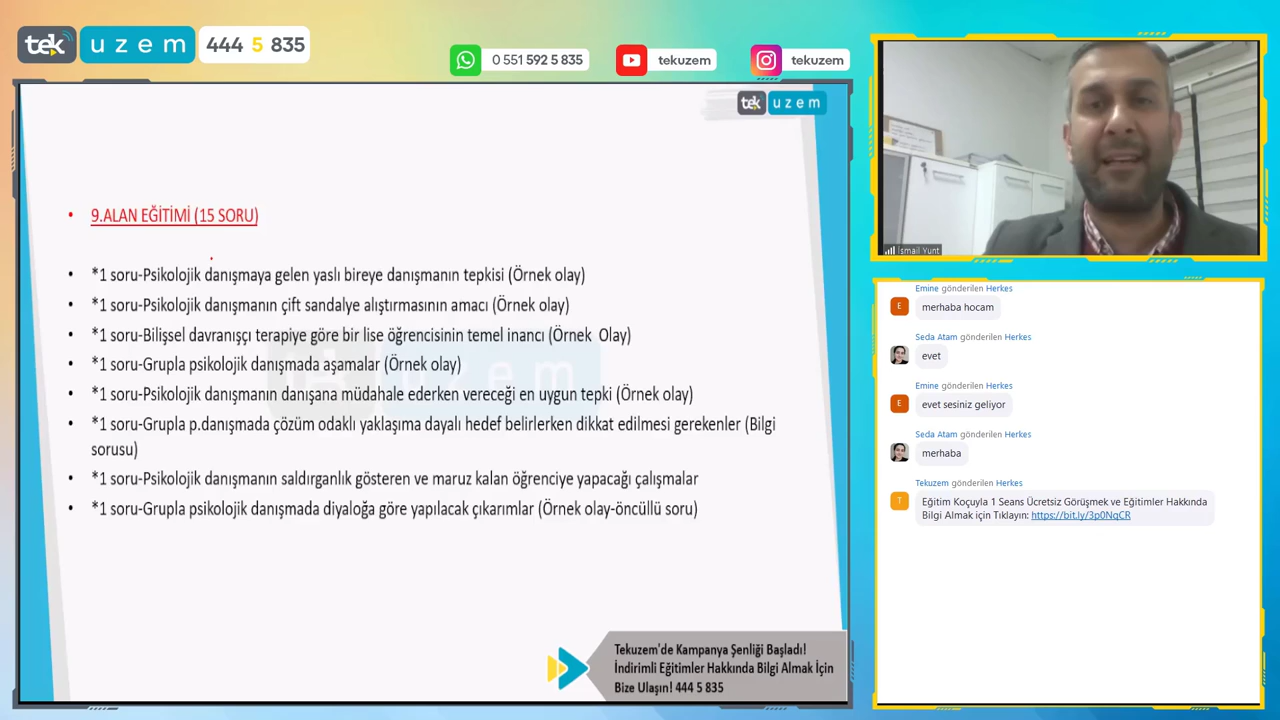 tek uzem 444 5 835
0 551 592 5 835
tekuzem
tekuzem
tek uzem
• 9.ALAN EĞİTİMİ (15 SORU)
• *1 soru-Psikolojik danışmaya gelen yaslı bireye danışmanın tepkisi (Örnek olay)
• *1 soru-Psikolojik danışmanın çift sandalye alıştırmasının amacı (Örnek olay)
• *1 soru-Bilişsel davranışçı terapiye göre bir lise öğrencisinin temel inancı (Örnek Olay)
• *1 soru-Grupla psikolojik danışmada aşamalar (Örnek olay)
• *1 soru-Psikolojik danışmanın danışana müdahale ederken vereceği en uygun tepki (Örnek olay)
• *1 soru-Grupla p.danışmada çözüm odaklı yaklaşıma dayalı hedef belirlerken dikkat edilmesi gerekenler (Bilgi
sorusu)
• *1 soru-Psikolojik danışmanın saldırganlık gösteren ve maruz kalan öğrenciye yapacağı çalışmalar
• *1 soru-Grupla psikolojik danışmada diyaloğa göre yapılacak çıkarımlar (Örnek olay-öncüllü soru)
Tekuzem'de Kampanya Şenliği Başladı!
İndirimli Eğitimler Hakkında Bilgi Almak İçin
Bize Ulaşın! 444 5 835
İsmail Yunt
Emine gönderilen Herkes
E merhaba hocam
Seda Atam gönderilen Herkes
evet
Emine gönderilen Herkes
E evet sesiniz geliyor
Seda Atam gönderilen Herkes
merhaba
Tekuzem gönderilen Herkes
T Eğitim Koçuyla 1 Seans Ücretsiz Görüşmek ve Eğitimler Hakkında
Bilgi Almak için Tıklayın: https://bit.ly/3p0NqCR